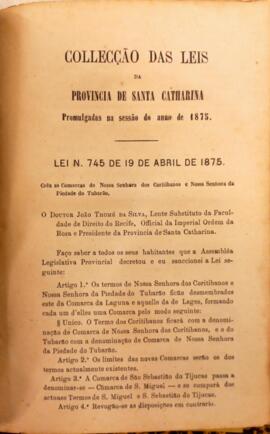 COLLECÇÃO DAS LEIS
DA
PROVINCIA DE SANTA CATHARINA
Promulgadas na sessão do anno de 1875.
LEI N. 745 DE 19 DE ABRIL DE 1875.
Crêa as Comarcas de Nossa Senhora dos Coritibanos e Nossa Senhora da
Piedade do Tubarão.
O Doutor João Thomé da Silva, Lente Substituto da Facul-
dade de Direito do Recife, Official da Imperial Ordem da
Rosa e Presidente da Provincia de Santa Catharina.
Faço saber a todos os seus habitantes que a Assembléa
Legislativa Provincial decretou e eu sanccionei a Lei se-
guinte:
Artigo 1.º Os termos de Nossa Senhora dos Coritibanos e
Nossa Senhora da Piedade do Tubarão ficão desmembrados,
este da Comarca da Laguna e aquelle da de Lages, formando
cada um d'elles uma Comarca pelo modo seguinte:
§ Unico. O Termo dos Coritibanos ficará com a denomi-
nação de Comarca de Nossa Senhora dos Coritibanos, e o do
Tubarão com a denominação de Comarca de Nossa Senhora
da Piedade do Tubarão.
Artigo 2.º Os limites das novas Comarcas serão os dos
termos actualmente existentes.
Artigo 3.º A Comarca de São Sebastião do Tijucas passa a
denominar-se — Comarca de S. Miguel — e se comporá dos
actuaes Termos de S. Miguel e S. Sebastião do Tijucas.
Artigo 4.º Revogão-se as disposições em contrario.